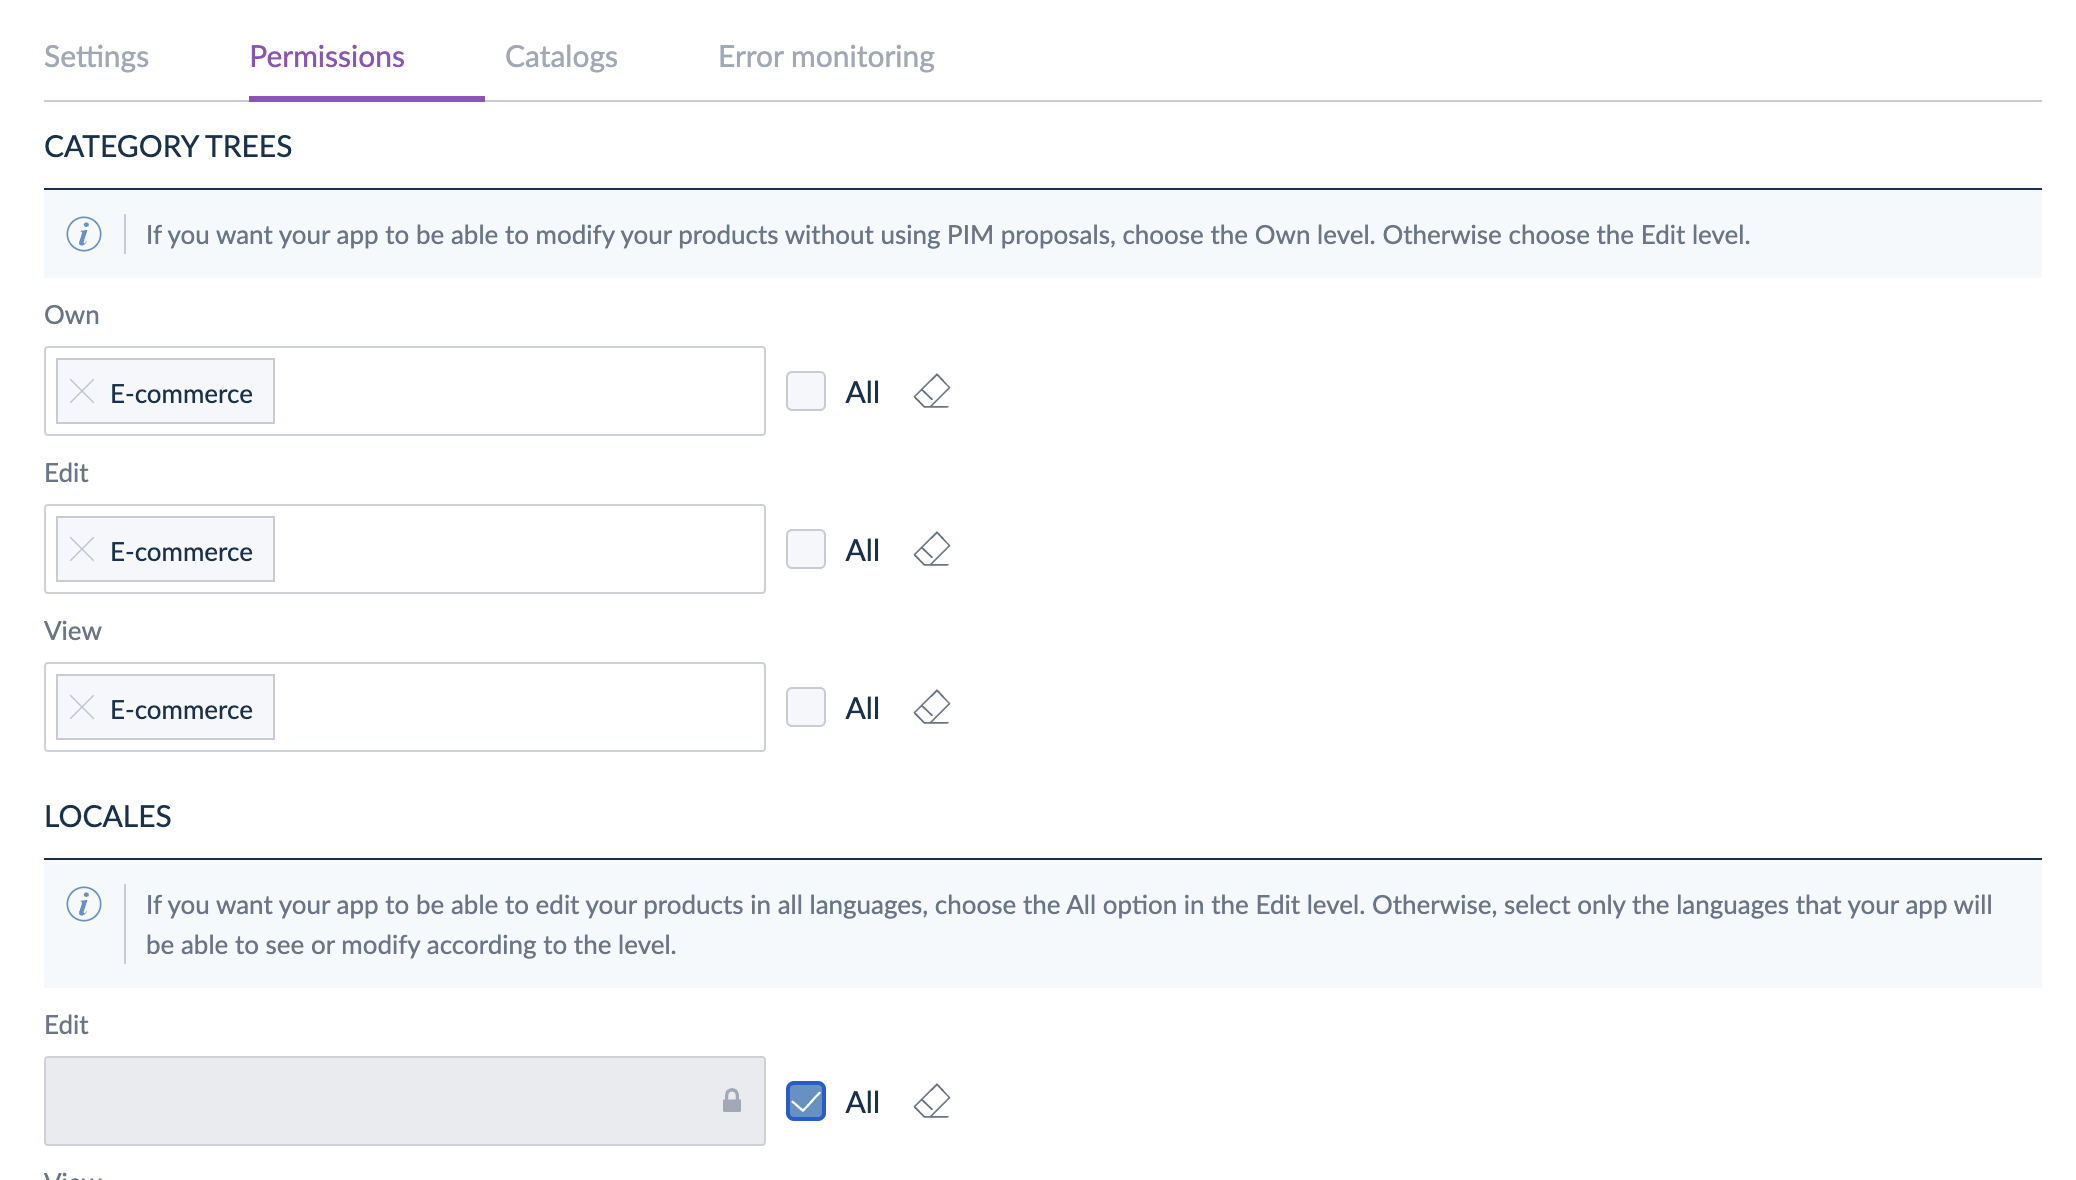 Settings Permissions Catalogs Error monitoring
CATEGORY TREES
If you want your app to be able to modify your products without using PIM proposals, choose the Own level. Otherwise choose the Edit level.
Own
E-commerce All
Edit
E-commerce All
View
E-commerce All
LOCALES
If you want your app to be able to edit your products in all languages, choose the All option in the Edit level. Otherwise, select only the languages that your app will
be able to see or modify according to the level.
Edit
All
View